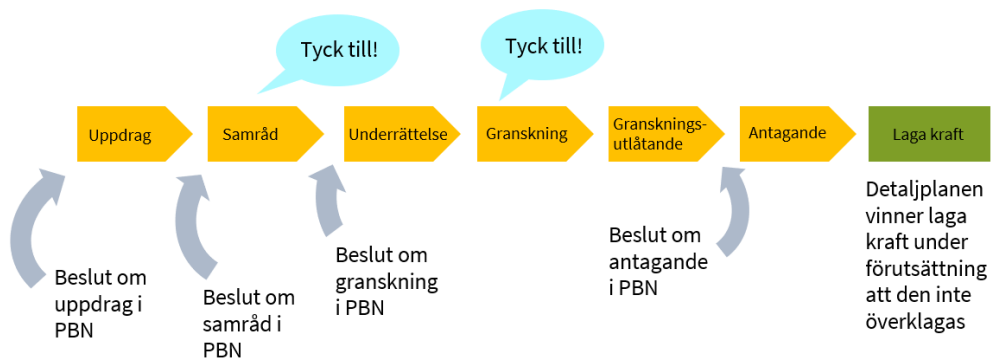 Tyck till!
Tyck till!
Uppdrag
Samråd
Underrättelse
Granskning
Gransknings-
utlåtande
Antagande
Laga kraft
Beslut om
uppdrag i
PBN
Beslut om
samråd i
PBN
Beslut om
granskning
i PBN
Beslut om
antagande
i PBN
Detaljplanen
vinner laga
kraft under
förutsättning
att den inte
överklagas